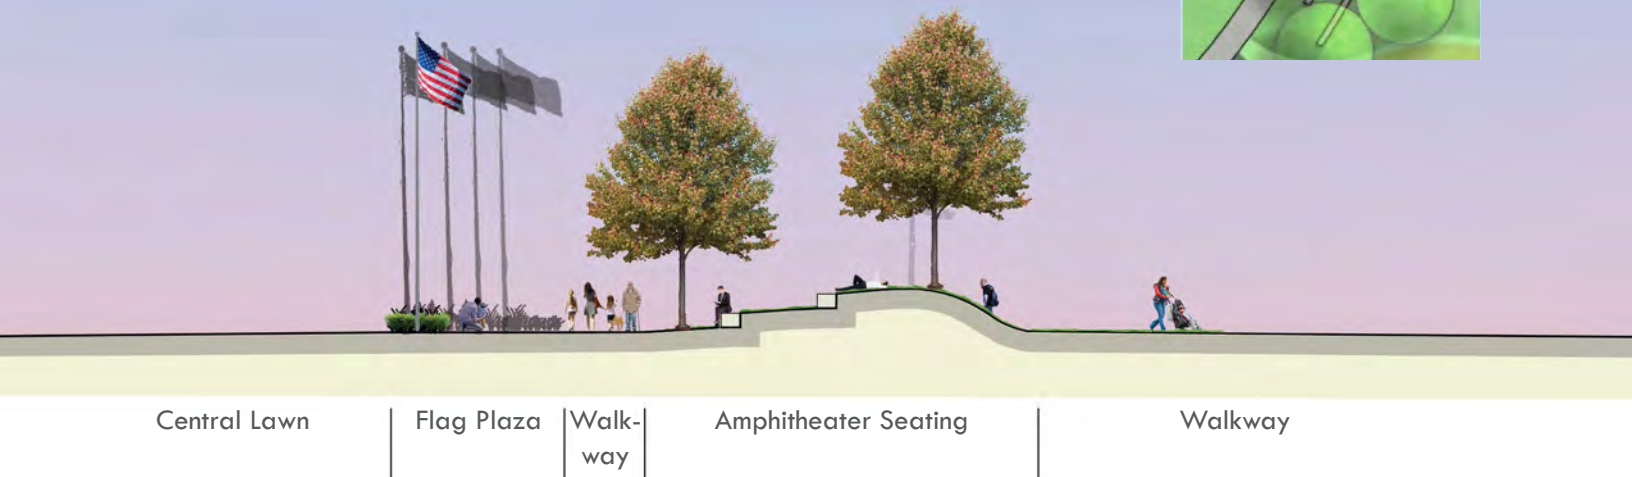 Central Lawn
Flag Plaza
Walk-
way
Amphitheater Seating
Walkway